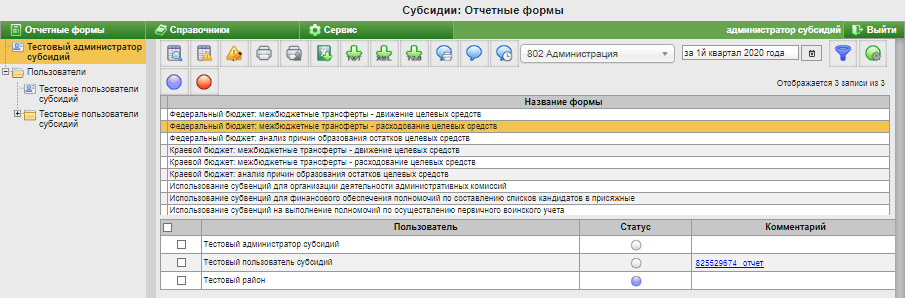 Субсидии: Отчетные формы
Отчетные формы
Справочники
Сервис
администратор субсидий
Выйти
Тестовый администратор
субсидий
Пользователи
Тестовые пользователи
субсидий
Тестовые пользователи
субсидий
TXT
XML
802 Администрация
за 1й квартал 2020 года
Отображается 3 записи из 3
Название формы
Федеральный бюджет: межбюджетные трансферты - движение целевых средств
Федеральный бюджет: межбюджетные трансферты - расходование целевых средств
Федеральный бюджет: анализ причин образования остатков целевых средств
Краевой бюджет: межбюджетные трансферты - движение целевых средств
Краевой бюджет: межбюджетные трансферты - расходование целевых средств
Краевой бюджет: анализ причин образования остатков целевых средств
Использование субвенций для организации деятельности административных комиссий
Использование субвенций для финансового обеспечения полномочий по составлению списков кандидатов в присяжные
Использование субвенций на выполнение полномочий по осуществлению первичного воинского учета
Пользователь
Статус
Комментарий
Тестовый администратор субсидий
Тестовый пользователь субсидий
825529674_отчет
Тестовый район